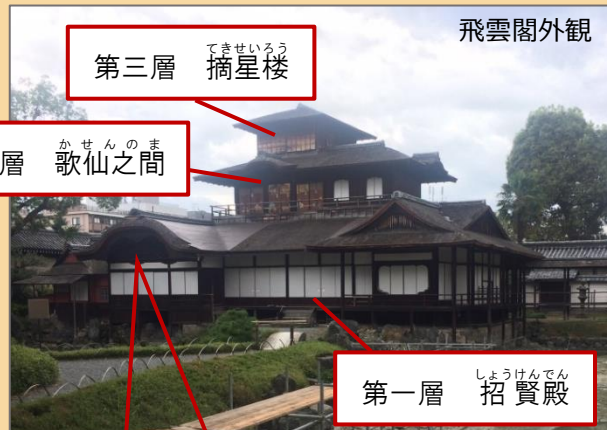 飛雲閣外観
てきせいろう
第三層　摘星楼
かせんのま
層　歌仙之間
しょうけんでん
第一層　招賢殿